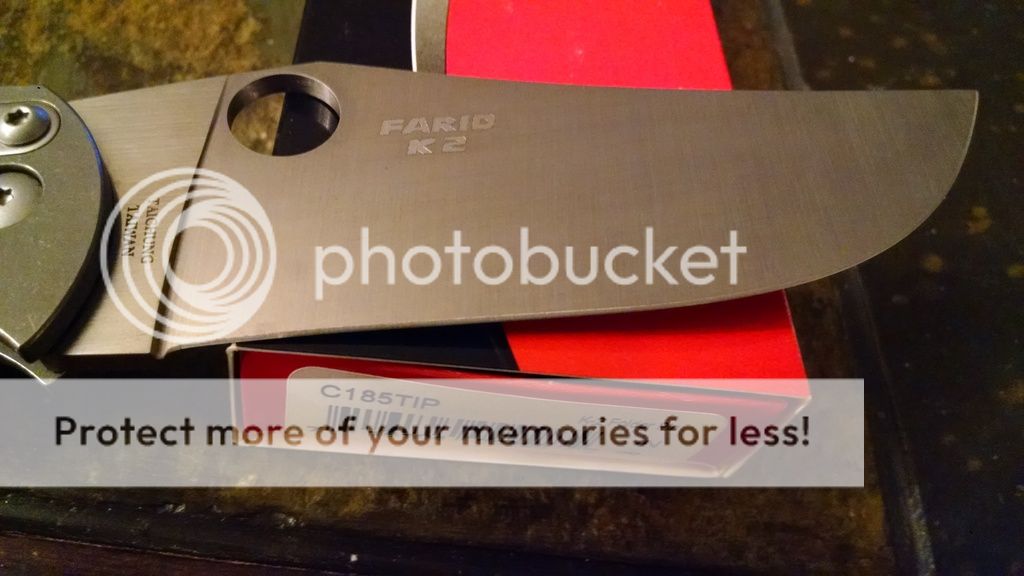 FARID
K2
TAICHUNG
TAIWAN
photobucket
C185TIP
Protect more of your memories for less!